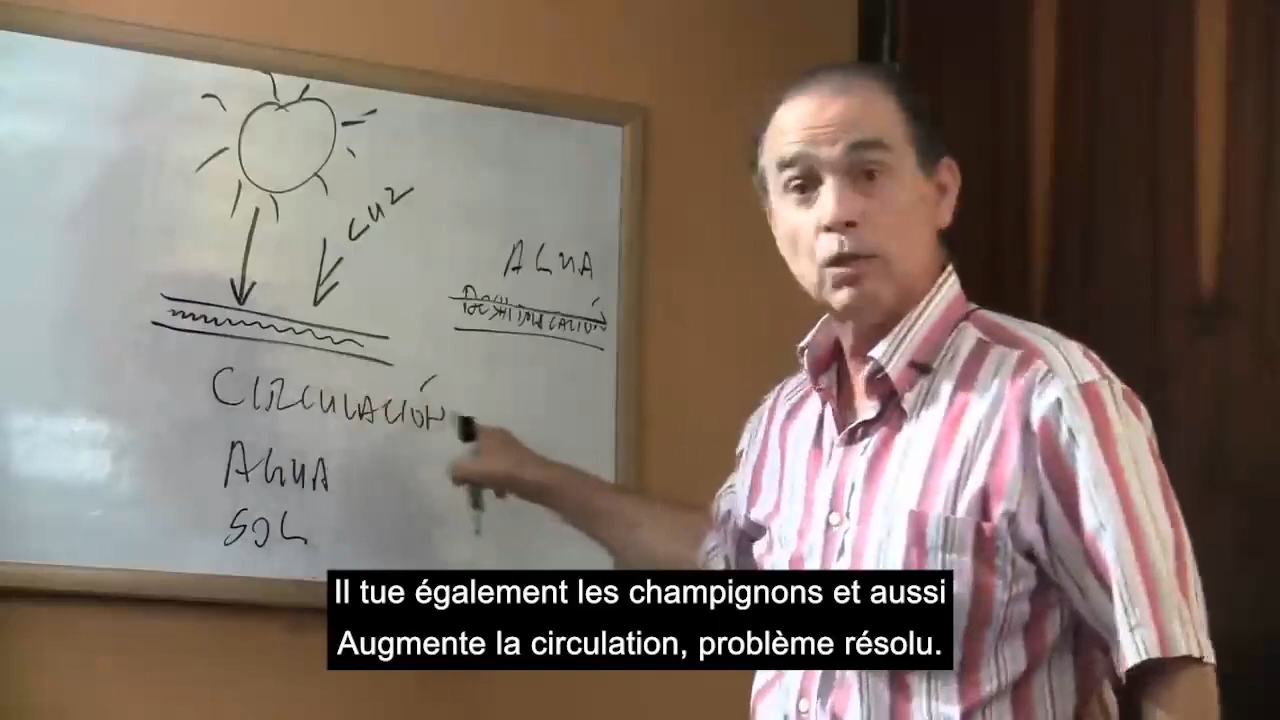 LUZ
AGUA
CIRCULACIÓN
AGUA
SOL
Il tue également les champignons et aussi
Augmente la circulation, problème résolu.